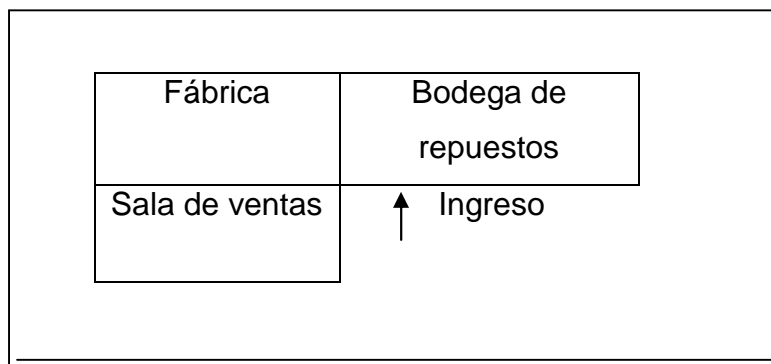 Fábrica
Bodega de
repuestos
Sala de ventas
Ingreso